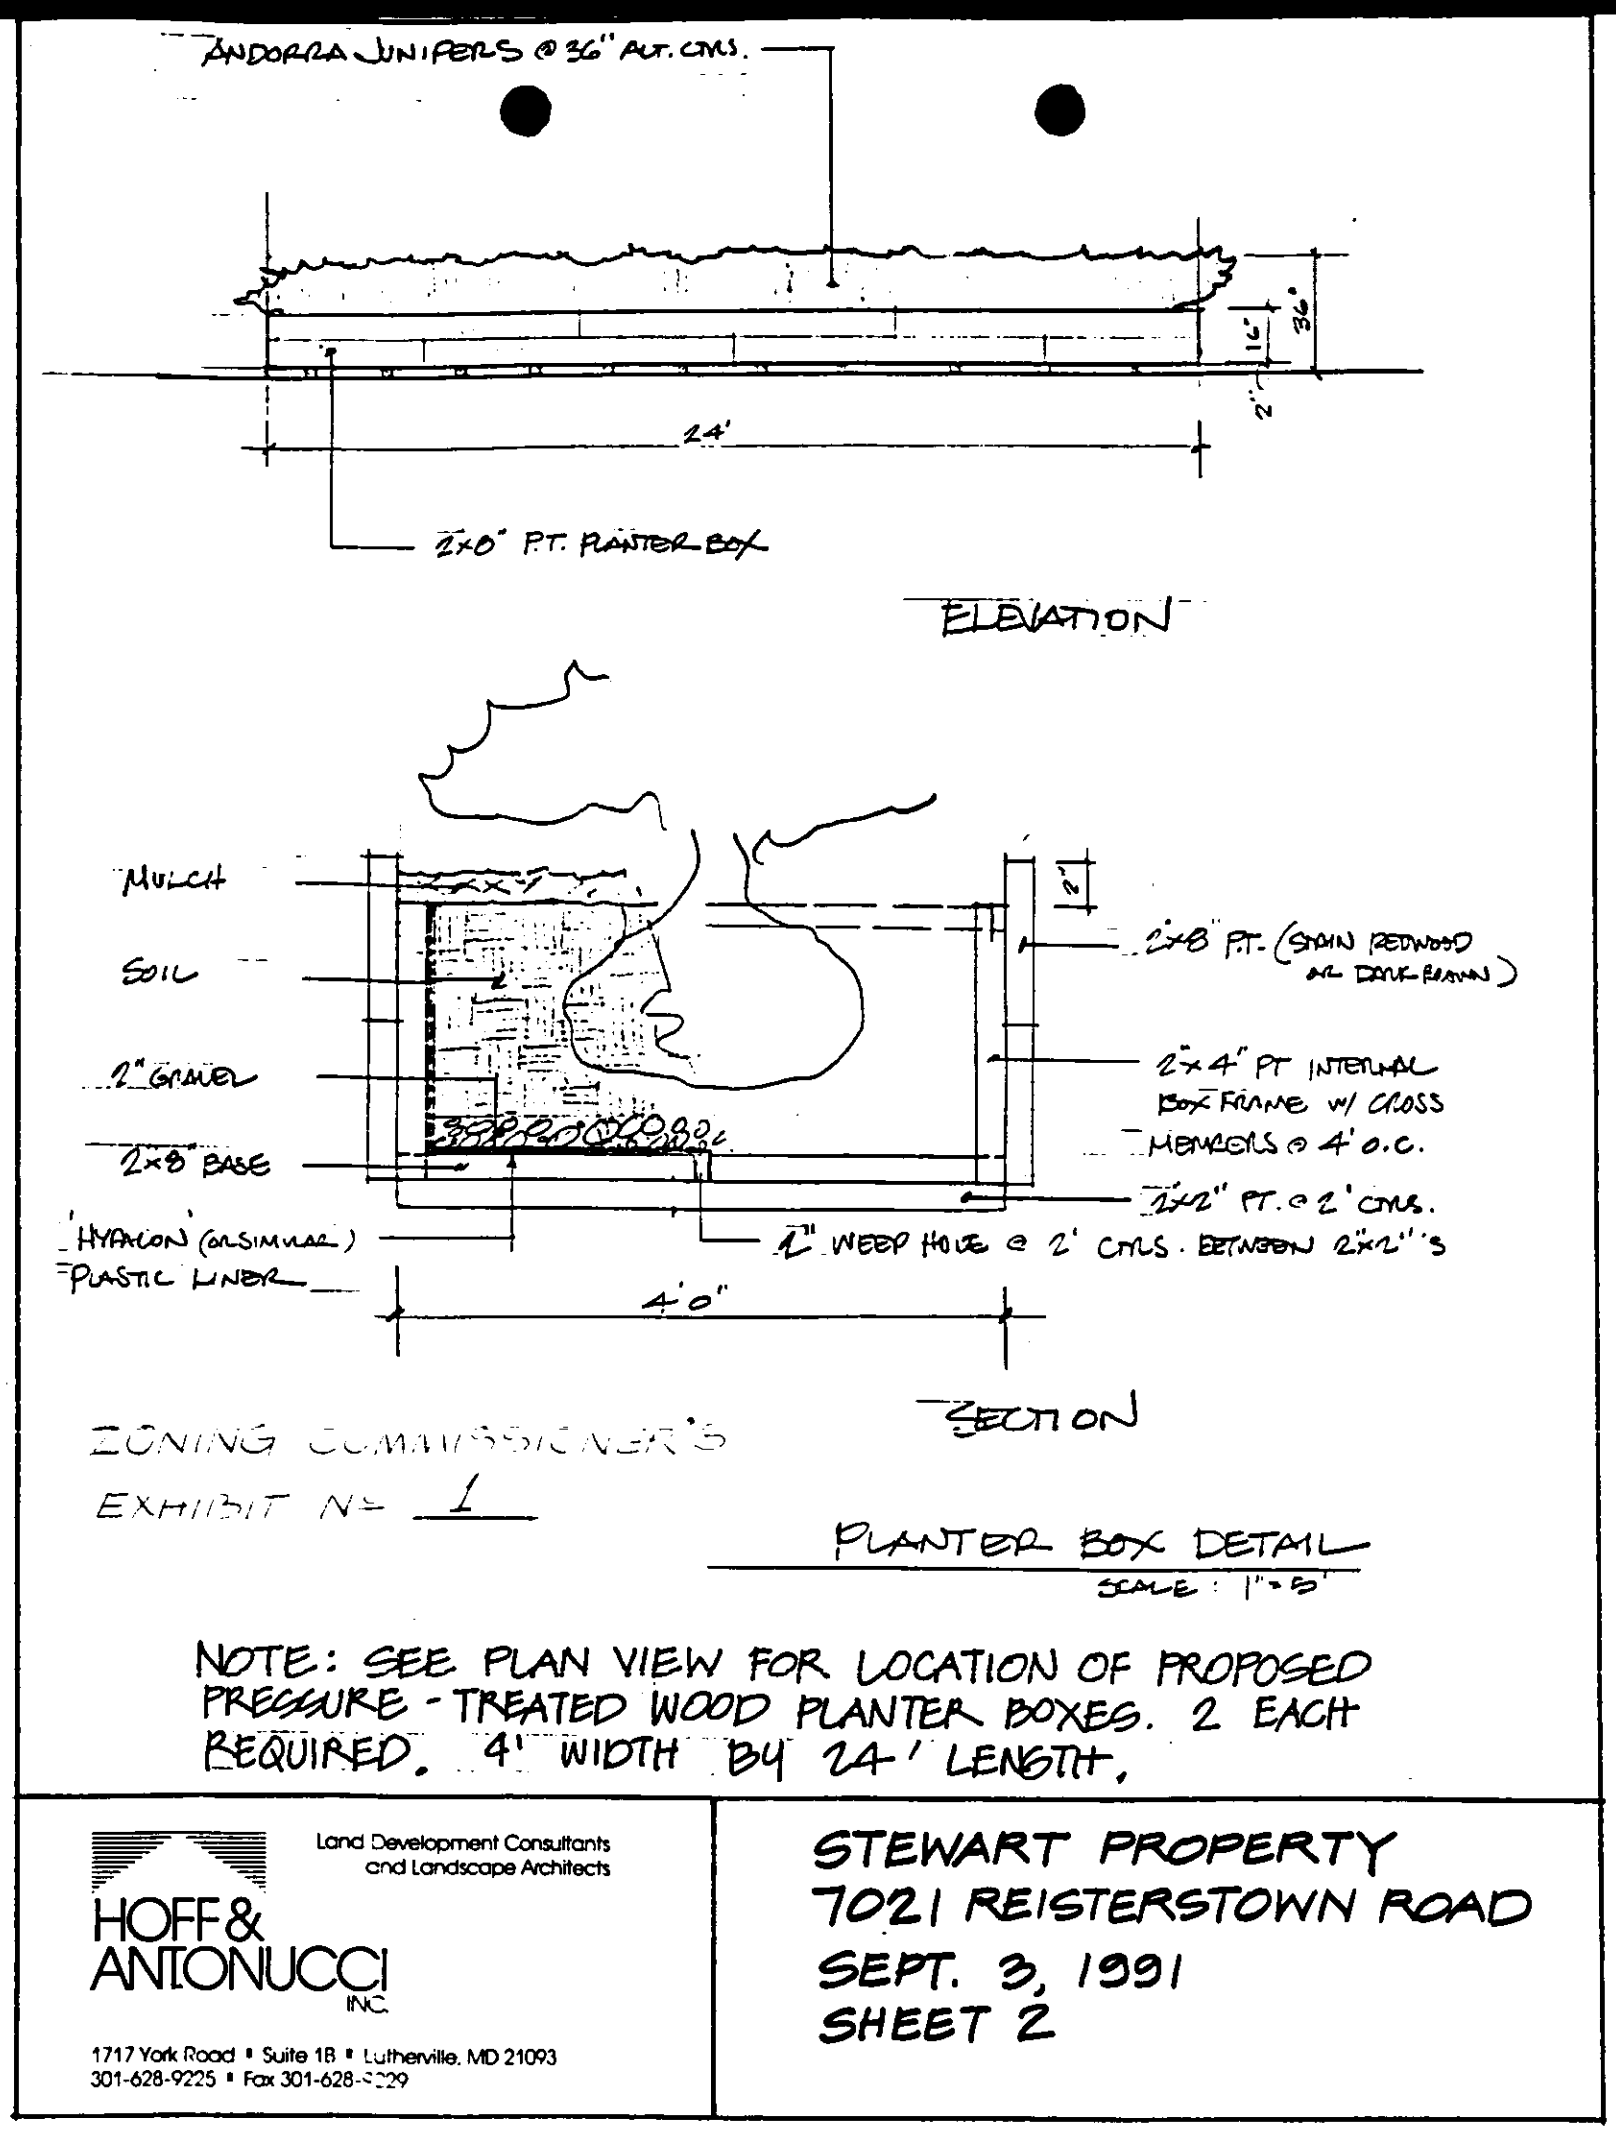 ANDORRA JUNIPERS @ 36" ALT. CTRS.
36"
16"
2"
24'
2x8" P.T. PLANTER BOX
ELEVATION
MULCH
2"
2"x8" P.T. (STAIN REDWOOD
OR DARK BROWN)
SOIL
2" GRAVEL
2"x4" PT INTERNAL
BOX FRAME W/ CROSS
MEMBERS @ 4' O.C.
2x8" BASE
2"x2" PT. @ 2' CTRS.
'HYPALON' (OR SIMILAR)
PLASTIC LINER
WEEP HOLE @ 2' CTRS. BETWEEN 2"x2"'S
4'0"
SECTION
ZONING COMMISSIONER'S
EXHIBIT No 1
PLANTER BOX DETAIL
SCALE: 1"=5'
NOTE: SEE PLAN VIEW FOR LOCATION OF PROPOSED
PRESSURE-TREATED WOOD PLANTER BOXES. 2 EACH
REQUIRED. 4' WIDTH BY 24' LENGTH.
Land Development Consultants
and Landscape Architects
HOFF &
ANTONUCCI
INC.
1717 York Road ▪ Suite 1B ▪ Lutherville, MD 21093
301-628-9225 ▪ Fax
STEWART PROPERTY
7021 REISTERSTOWN ROAD
SEPT. 3, 1991
SHEET 2